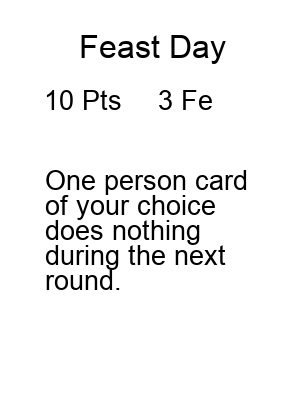 Feast Day
10 Pts 3 Fe
One person card
of your choice
does nothing
during the next
round.